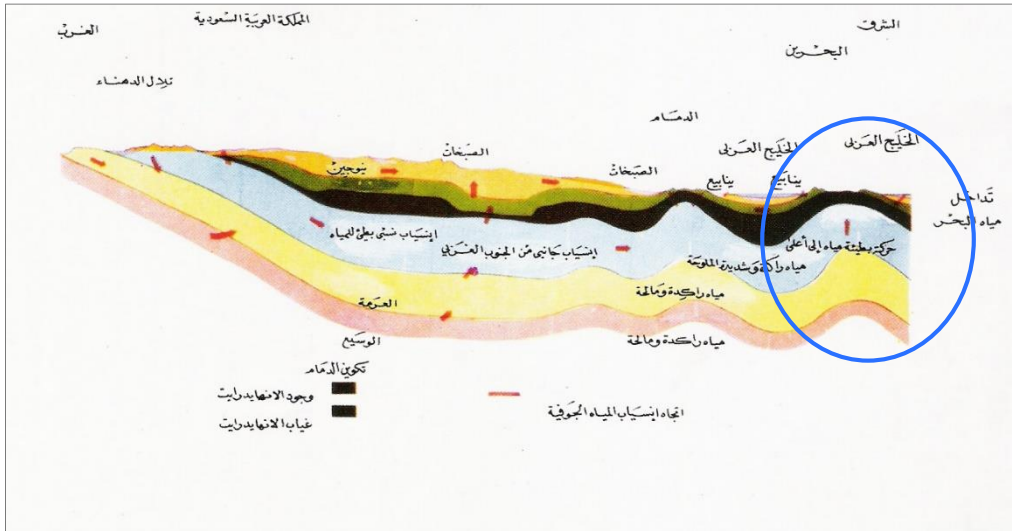 المملكة العربية السعودية
الغرب
الشرق
البحرين
تلال الدهناء
الدمام
الخليج العربي
الخليج العربي
الصبخات
الصبخات
ينابيع
ينابيع
نيوجين
تداخل
مياه البحر
إنسياب نسبي بطئ للمياه
إنسياب جانبي من الجنوب الغربي
حركة بطيئة مياه إلى أعلى
مياه راكدة وشديدة الملوحة
مياه راكدة ومالحة
العرمة
مياه راكدة ومالحة
الوسيع
تكوين الدمام
وجود الانهايدرايت
غياب الانهايدرايت
اتجاه إنسياب المياه الجوفية